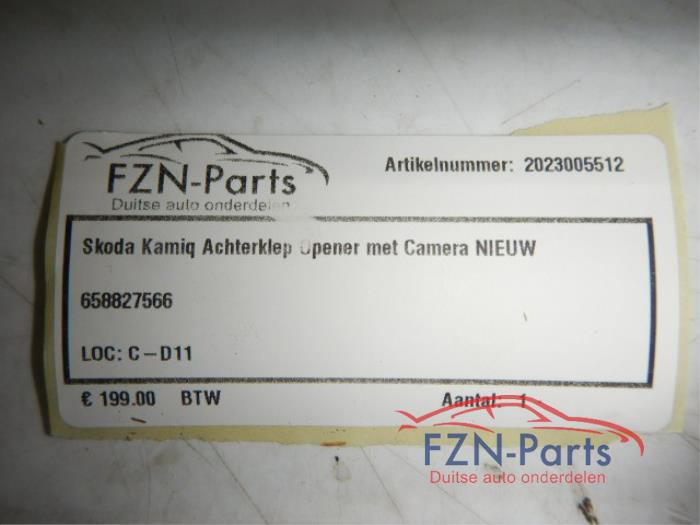 FZN-Parts
Duitse auto onderdelen
Artikelnummer: 2023005512
Skoda Kamiq Achterklep Opener met Camera NIEUW
658827566
LOC: C-D11
€ 199.00 BTW
Aantal: 1
FZN-Parts
Duitse auto onderdelen